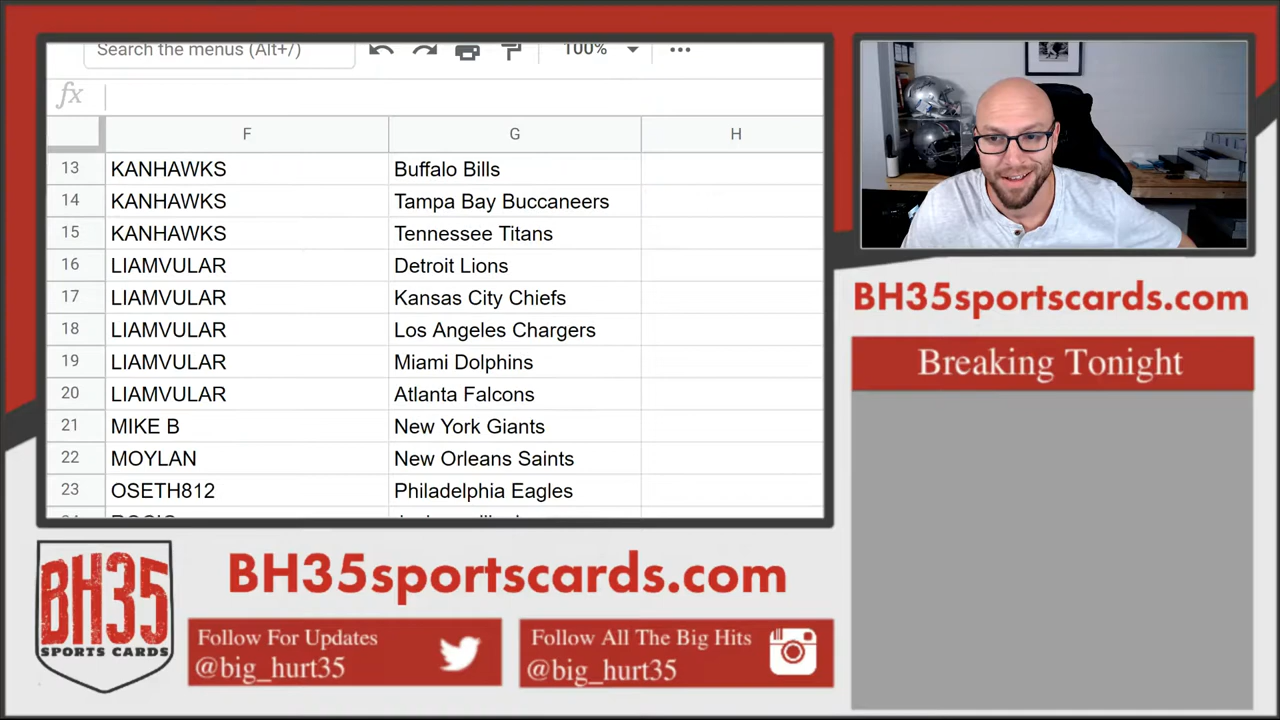 Search the menus (Alt+/) 100%
fx
F G H
13 KANHAWKS Buffalo Bills
14 KANHAWKS Tampa Bay Buccaneers
15 KANHAWKS Tennessee Titans
16 LIAMVULAR Detroit Lions
17 LIAMVULAR Kansas City Chiefs
18 LIAMVULAR Los Angeles Chargers
19 LIAMVULAR Miami Dolphins
20 LIAMVULAR Atlanta Falcons
21 MIKE B New York Giants
22 MOYLAN New Orleans Saints
23 OSETH812 Philadelphia Eagles
BH35sportscards.com
Breaking Tonight
BH35
SPORTS CARDS
BH35sportscards.com
Follow For Updates
@big_hurt35
Follow All The Big Hits
@big_hurt35